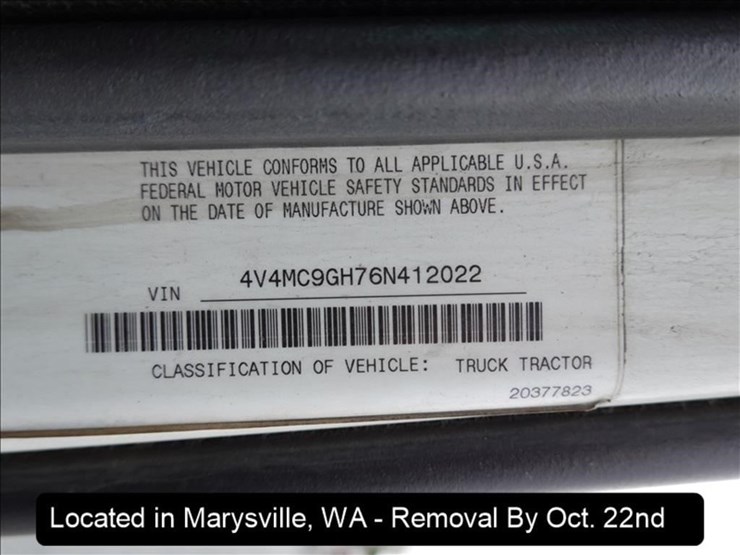 THIS VEHICLE CONFORMS TO ALL APPLICABLE U.S.A.
FEDERAL MOTOR VEHICLE SAFETY STANDARDS IN EFFECT
ON THE DATE OF MANUFACTURE SHOWN ABOVE.
VIN 4V4MC9GH76N412022
CLASSIFICATION OF VEHICLE: TRUCK TRACTOR
20377823
Located in Marysville, WA - Removal By Oct. 22nd